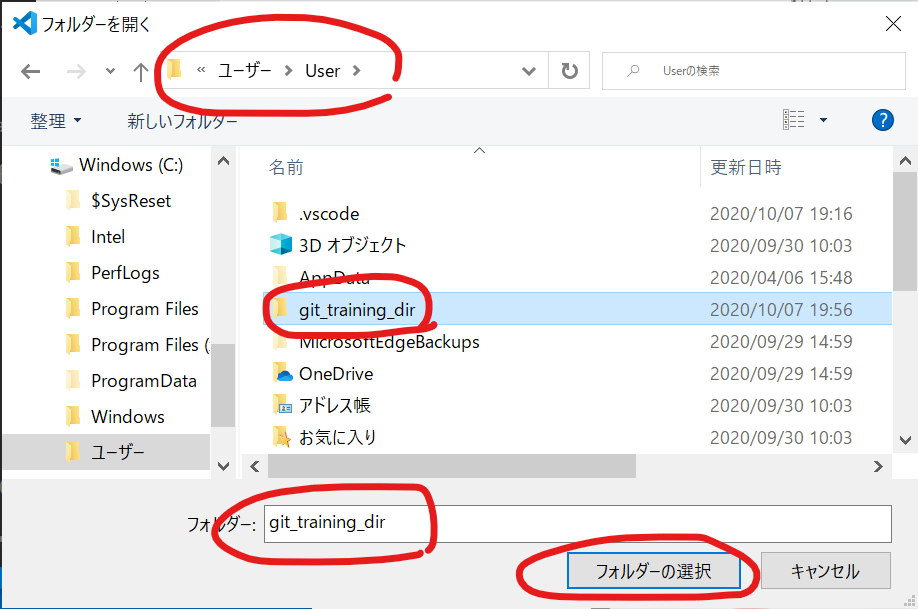 フォルダーを開く
« ユーザー > User >
Userの検索
整理
新しいフォルダー
?
Windows (C:)
$SysReset
Intel
PerfLogs
Program Files
Program Files (
ProgramData
Windows
ユーザー
名前 更新日時
.vscode 2020/10/07 19:16
3D オブジェクト 2020/09/30 10:03
AppData 2020/04/06 15:48
git_training_dir 2020/10/07 19:56
MicrosoftEdgeBackups 2020/09/29 14:59
OneDrive 2020/09/29 14:59
アドレス帳 2020/09/30 10:03
お気に入り 2020/09/30 10:03
フォルダー: git_training_dir
フォルダーの選択 キャンセル